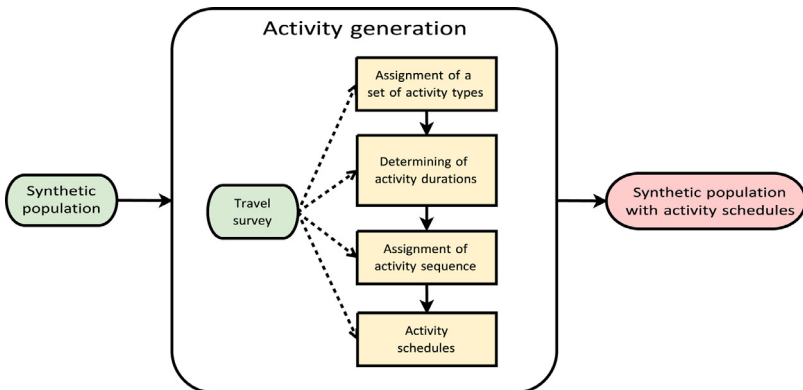 Activity generation
Assignment of a
set of activity types
Determining of
activity durations
Synthetic
population
Travel
survey
Synthetic population
with activity schedules
Assignment of
activity sequence
Activity
schedules